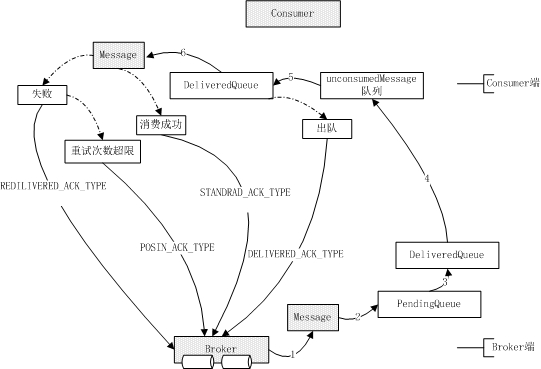 Consumer
Message
6
DeliveredQueue
5
unconsumedMessage
队列
Consumer端
失败
消费成功
出队
重试次数超限
4
REDILIVERED_ACK_TYPE
STANDRAD_ACK_TYPE
POSIN_ACK_TYPE
DELIVERED_ACK_TYPE
DeliveredQueue
3
PendingQueue
Message
2
Broker
1
Broker端